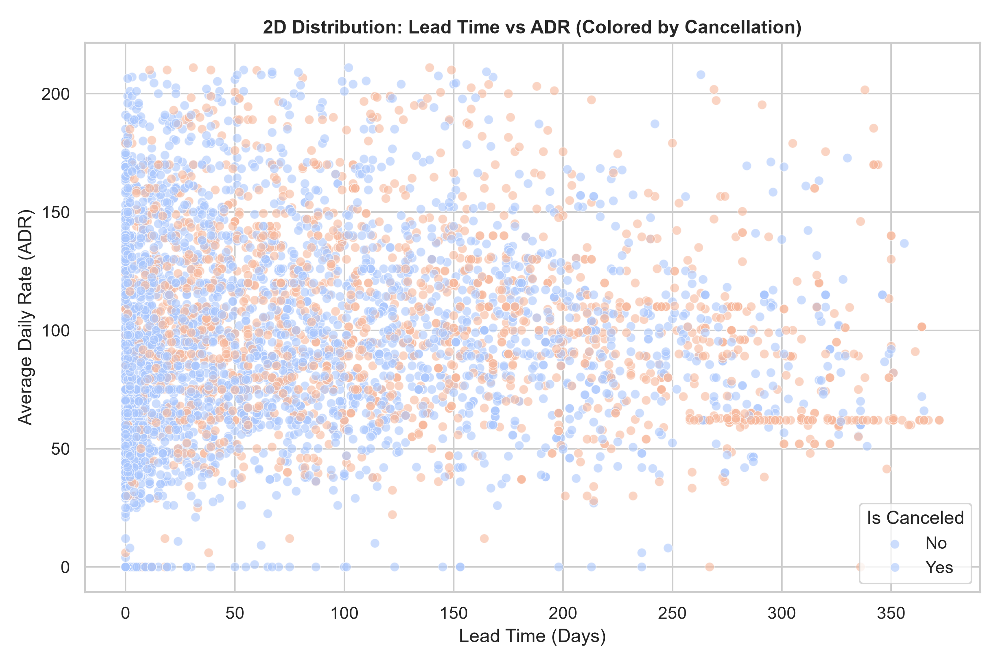 2D Distribution: Lead Time vs ADR (Colored by Cancellation)
Average Daily Rate (ADR)
200
150
100
50
0
Is Canceled
No
Yes
0 50 100 150 200 250 300 350
Lead Time (Days)